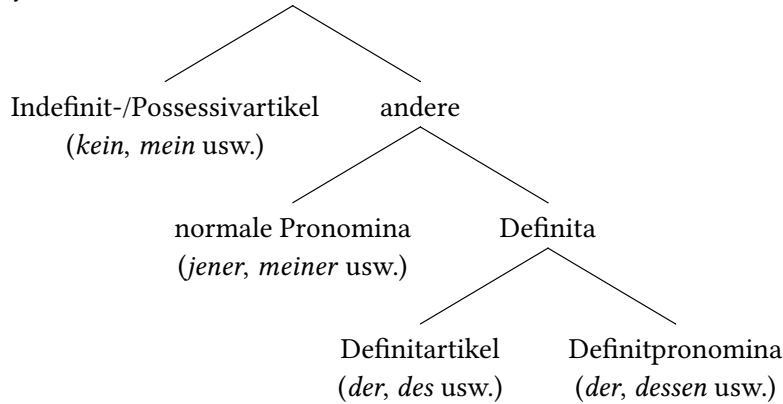 Indefinit-/Possessivartikel andere
(kein, mein usw.)
normale Pronomina Definita
(jener, meiner usw.)
Definitartikel Definitpronomina
(der, des usw.) (der, dessen usw.)